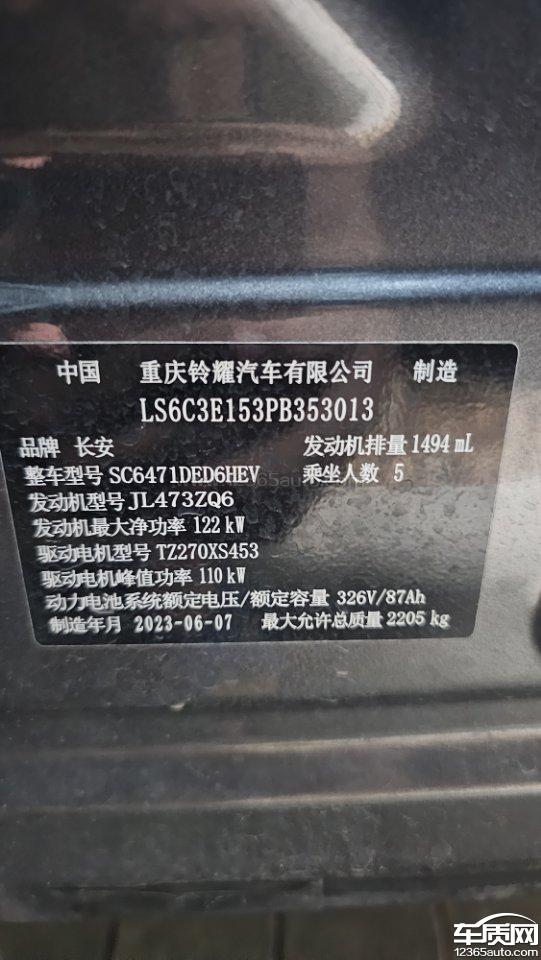 中国 重庆铃耀汽车有限公司 制造
LS6C3E153PB353013
品牌 长安 发动机排量 1494 mL
整车型号 SC6471DED6HEV 乘坐人数 5
发动机型号 JL473ZQ6
发动机最大净功率 122 kW
驱动电机型号 TZ270XS453
驱动电机峰值功率 110 kW
动力电池系统额定电压/额定容量 326V/87Ah
制造年月 2023-06-07 最大允许总质量 2205 kg
车质网
12365auto.com